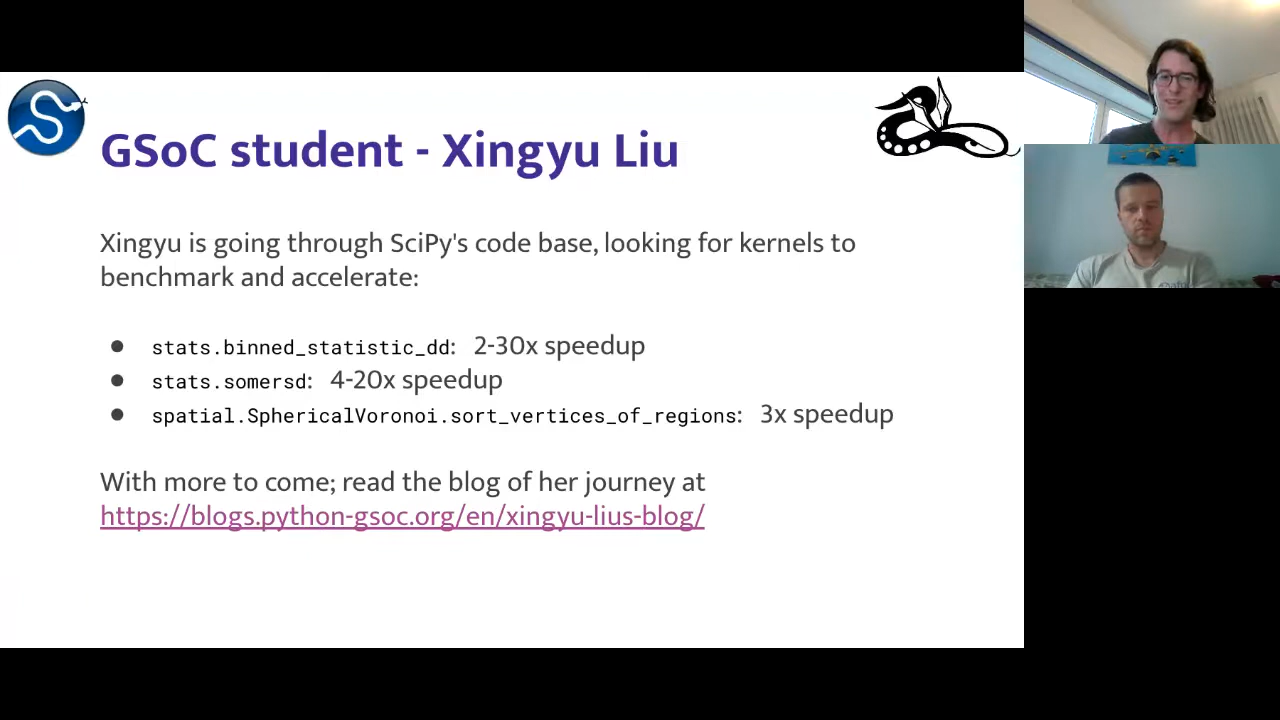 GSoC student - Xingyu Liu
Xingyu is going through SciPy's code base, looking for kernels to
benchmark and accelerate:
● stats.binned_statistic_dd: 2-30x speedup
● stats.somersd: 4-20x speedup
● spatial.SphericalVoronoi.sort_vertices_of_regions: 3x speedup
With more to come; read the blog of her journey at
https://blogs.python-gsoc.org/en/xingyu-lius-blog/